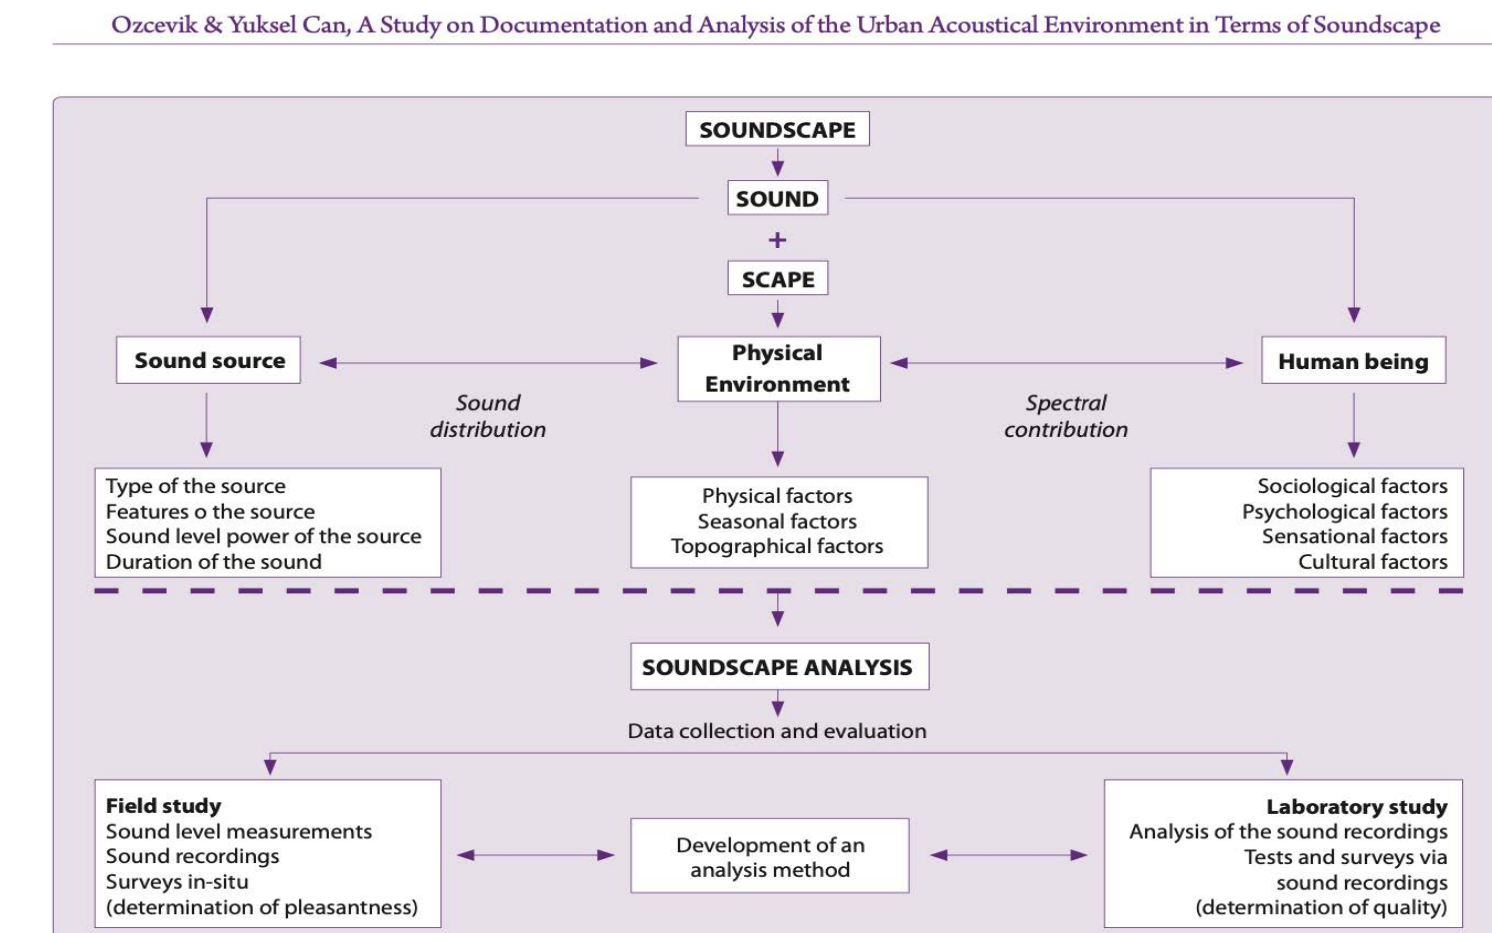 Ozcevik & Yuksel Can, A Study on Documentation and Analysis of the Urban Acoustical Environment in Terms of Soundscape
SOUNDSCAPE
SOUND
+
SCAPE
Sound source
Physical
Environment
Human being
Sound
distribution
Spectral
contribution
Type of the source
Features o the source
Sound level power of the source
Duration of the sound
Physical factors
Seasonal factors
Topographical factors
Sociological factors
Psychological factors
Sensational factors
Cultural factors
SOUNDSCAPE ANALYSIS
Data collection and evaluation
Field study
Sound level measurements
Sound recordings
Surveys in-situ
(determination of pleasantness)
Development of an
analysis method
Laboratory study
Analysis of the sound recordings
Tests and surveys via
sound recordings
(determination of quality)